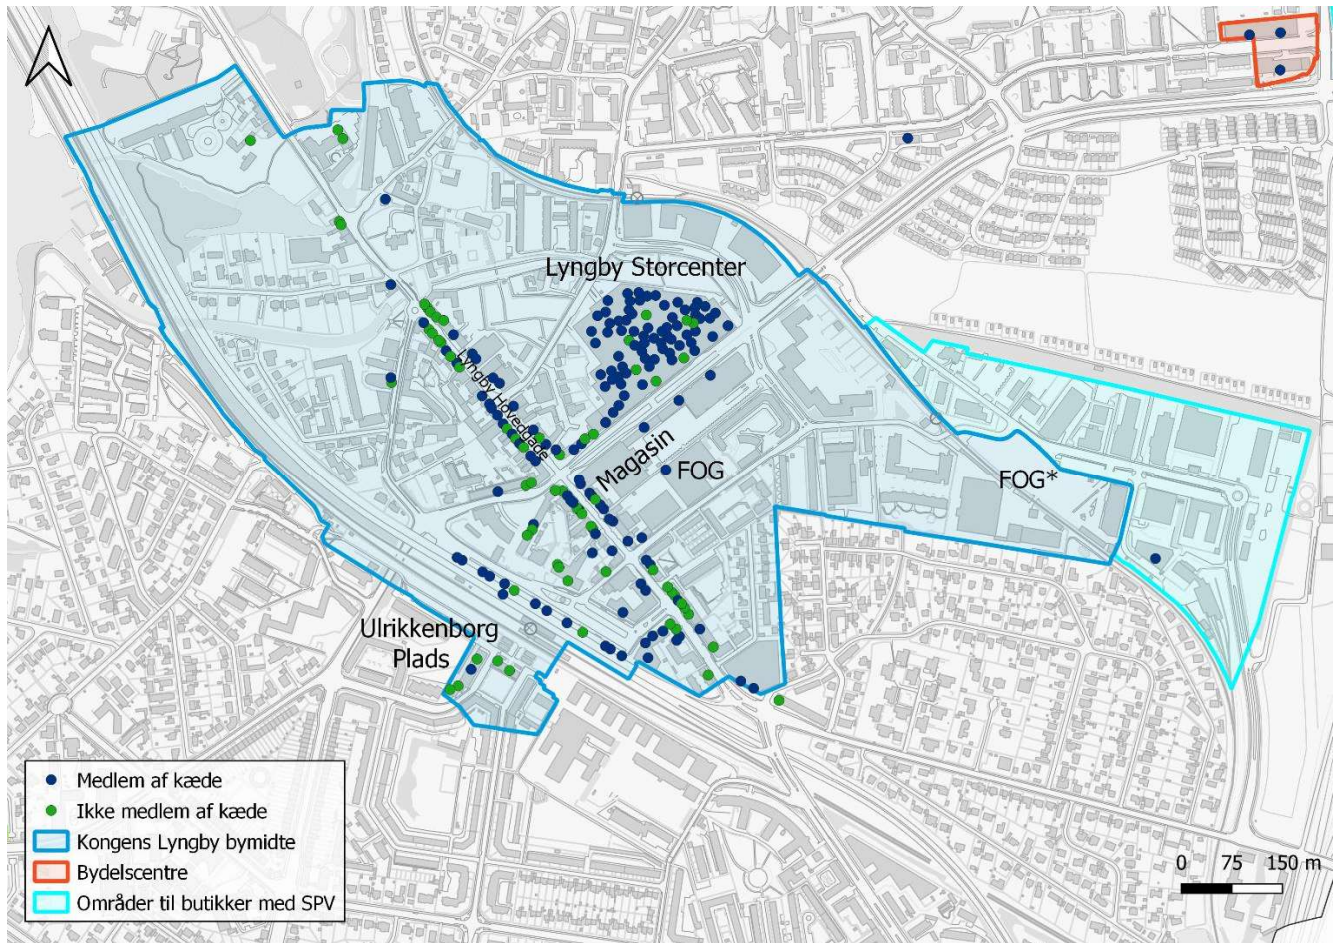 Lyngby Storcenter
Lyngby Hovedgade
Magasin
FOG
FOG*
Ulrikkenborg
Plads
Medlem af kæde
Ikke medlem af kæde
Kongens Lyngby bymidte
Bydelscentre
Områder til butikker med SPV
0 75 150 m